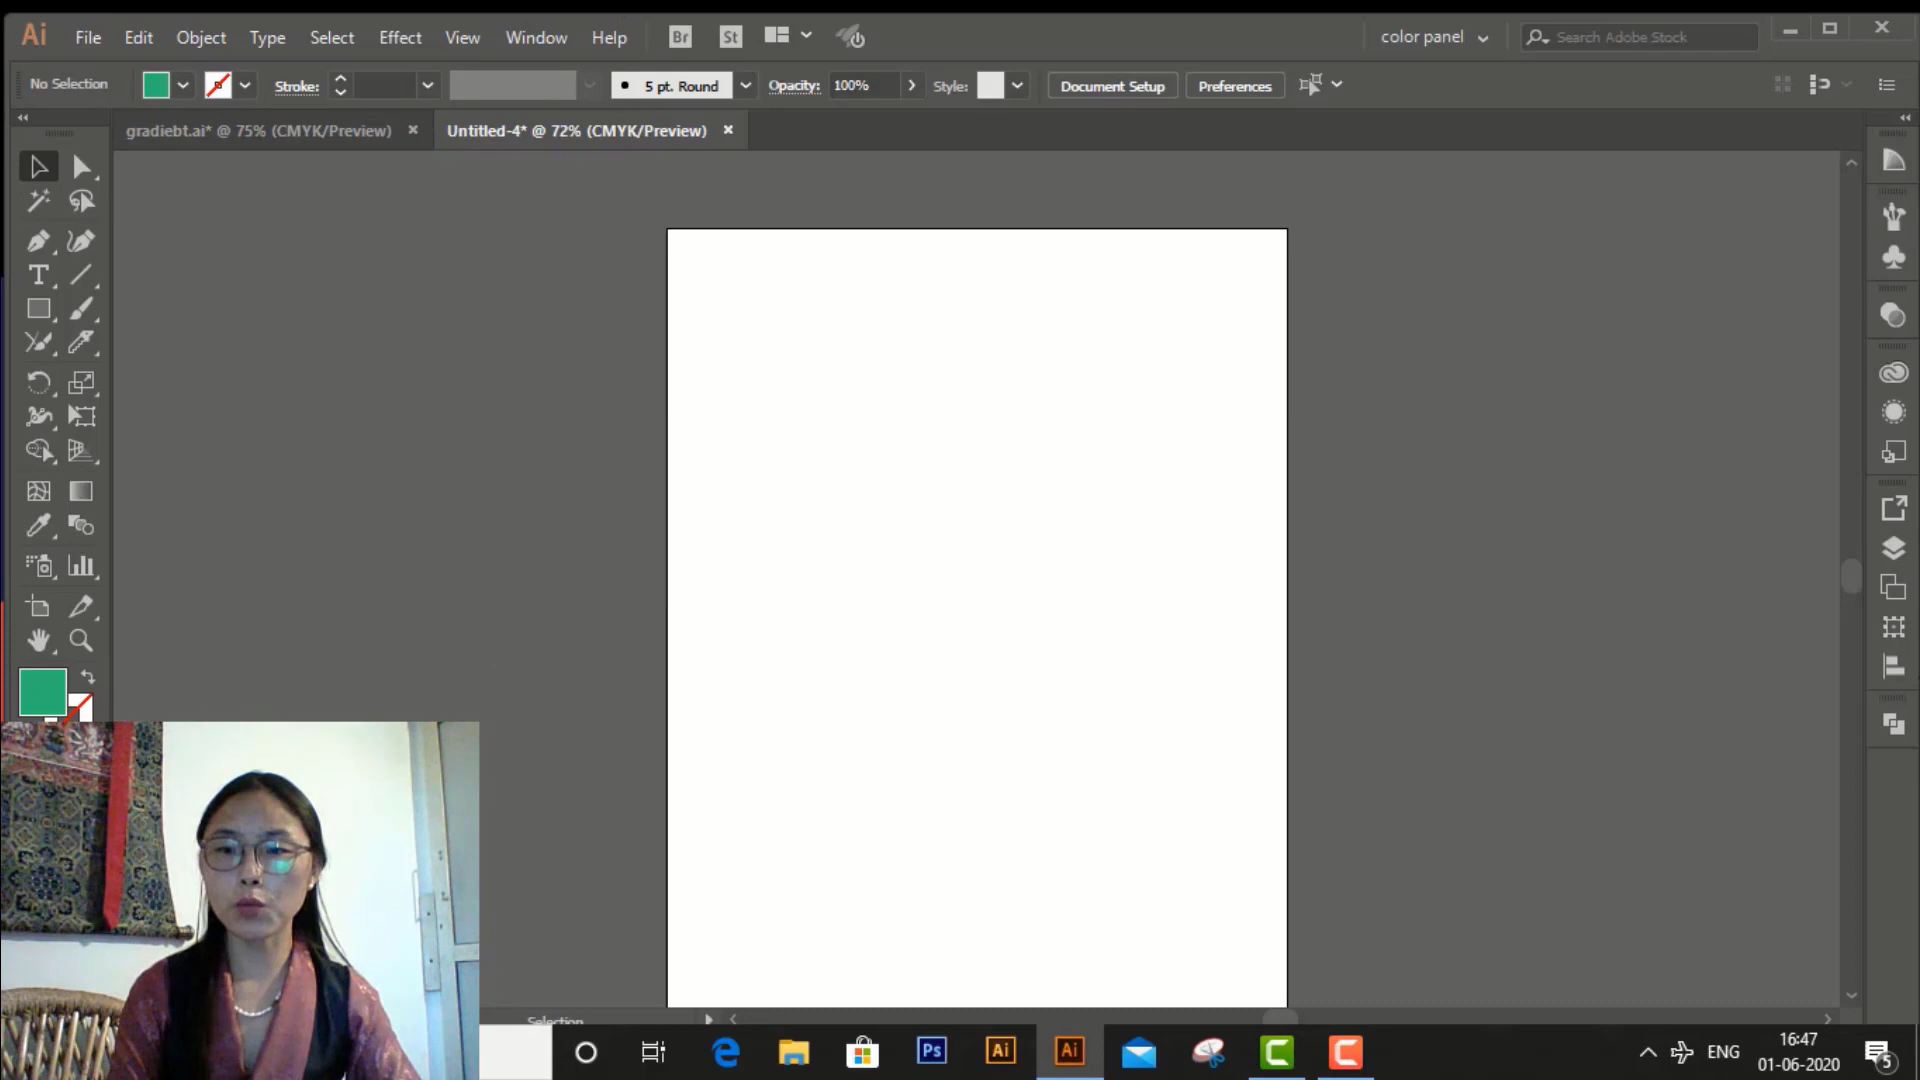 Ai File Edit Object Type Select Effect View Window Help Br St color panel Search Adobe Stock
No Selection Stroke: 5 pt. Round Opacity: 100% Style: Document Setup Preferences
gradiebt.ai* @ 75% (CMYK/Preview) Untitled-4* @ 72% (CMYK/Preview)
T
Selection
Ps Ai Ai ENG 16:47
01-06-2020 5